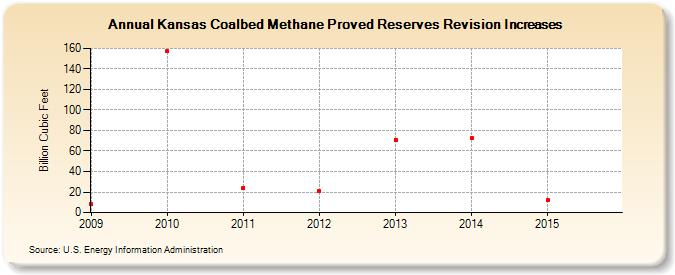 Annual Kansas Coalbed Methane Proved Reserves Revision Increases
Billion Cubic Feet
160
140
120
100
80
60
40
20
0
2009 2010 2011 2012 2013 2014 2015
Source: U.S. Energy Information Administration